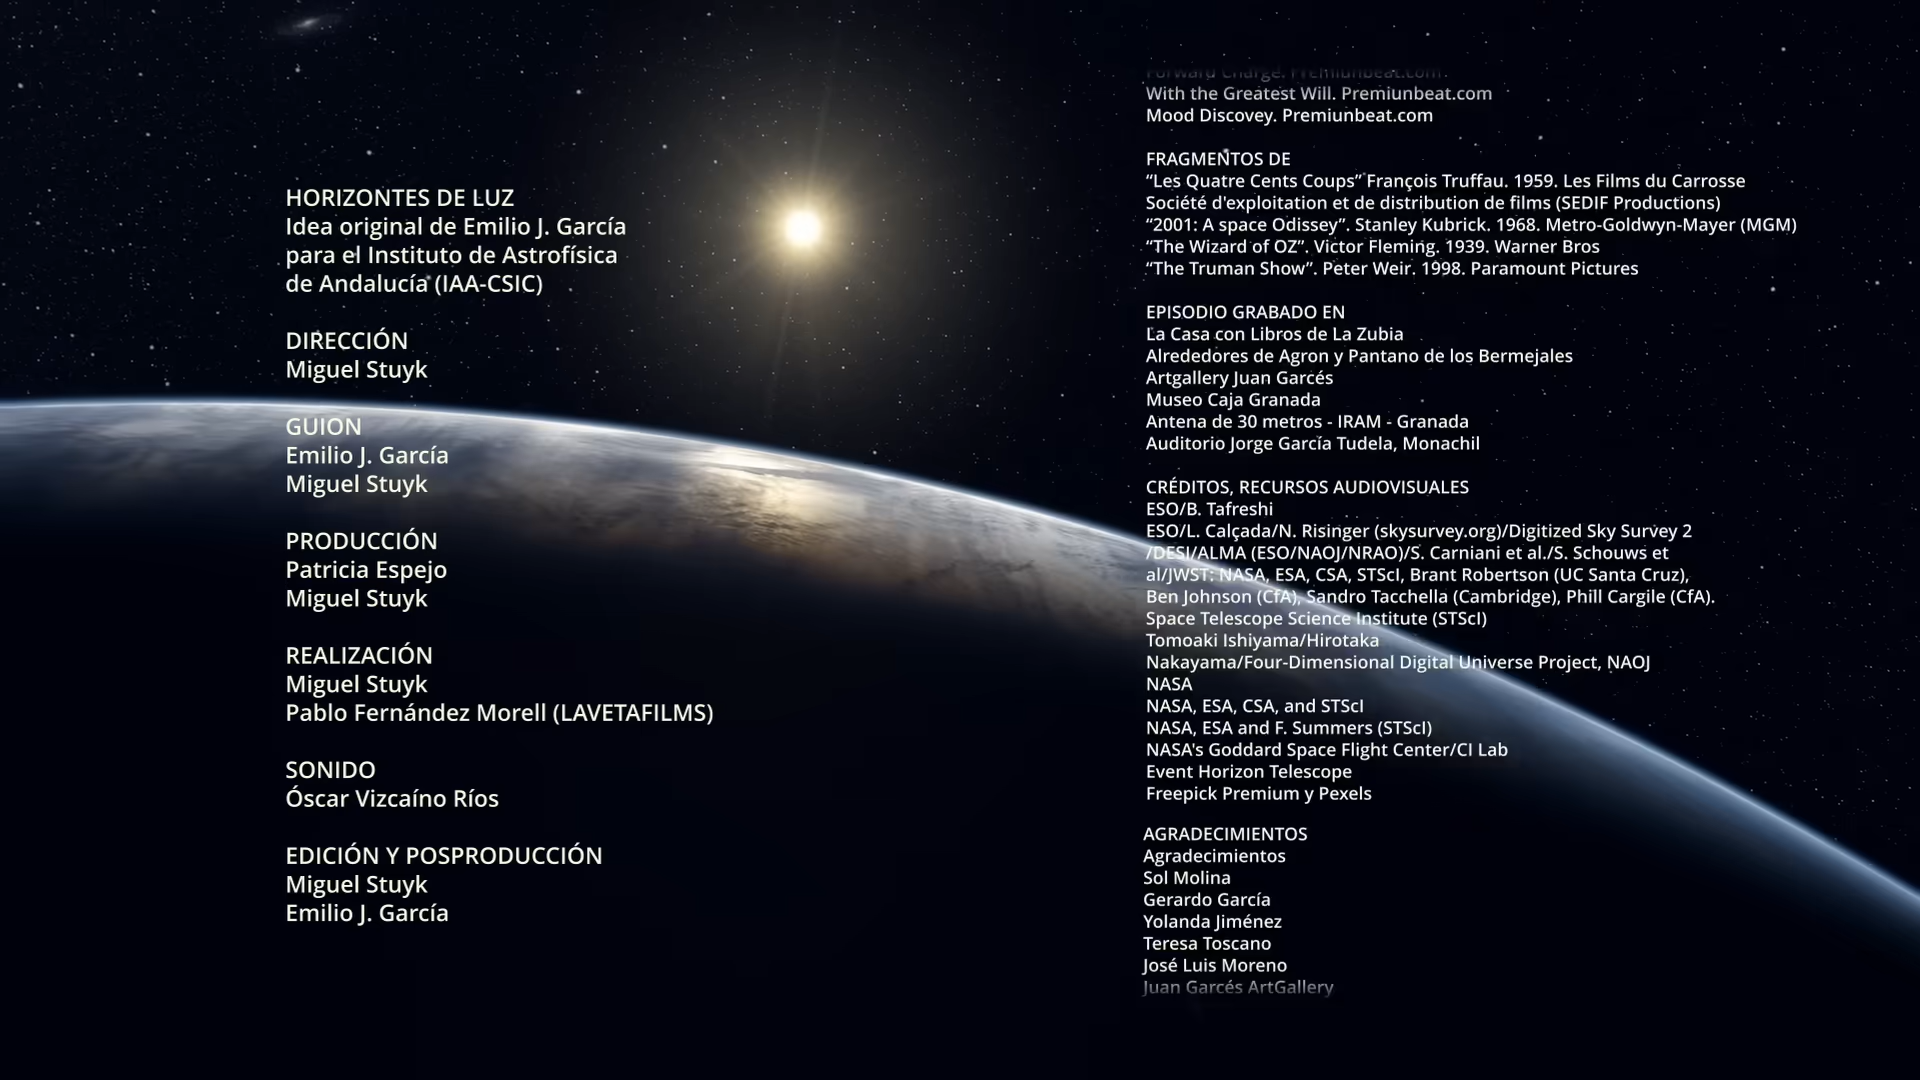 HORIZONTES DE LUZ
Idea original de Emilio J. García
para el Instituto de Astrofísica
de Andalucía (IAA-CSIC)
DIRECCIÓN
Miguel Stuyk
GUION
Emilio J. García
Miguel Stuyk
PRODUCCIÓN
Patricia Espejo
Miguel Stuyk
REALIZACIÓN
Miguel Stuyk
Pablo Fernández Morell (LAVETAFILMS)
SONIDO
Óscar Vizcaíno Ríos
EDICIÓN Y POSPRODUCCIÓN
Miguel Stuyk
Emilio J. García
Forward Charge. Premiunbeat.com
With the Greatest Will. Premiunbeat.com
Mood Discovey. Premiunbeat.com
FRAGMENTOS DE
“Les Quatre Cents Coups” François Truffau. 1959. Les Films du Carrosse
Société d'exploitation et de distribution de films (SEDIF Productions)
“2001: A space Odissey”. Stanley Kubrick. 1968. Metro-Goldwyn-Mayer (MGM)
“The Wizard of OZ”. Victor Fleming. 1939. Warner Bros
“The Truman Show”. Peter Weir. 1998. Paramount Pictures
EPISODIO GRABADO EN
La Casa con Libros de La Zubia
Alrededores de Agron y Pantano de los Bermejales
Artgallery Juan Garcés
Museo Caja Granada
Antena de 30 metros - IRAM - Granada
Auditorio Jorge García Tudela, Monachil
CRÉDITOS, RECURSOS AUDIOVISUALES
ESO/B. Tafreshi
ESO/L. Calçada/N. Risinger (skysurvey.org)/Digitized Sky Survey 2
/DESI/ALMA (ESO/NAOJ/NRAO)/S. Carniani et al./S. Schouws et
al/JWST: NASA, ESA, CSA, STScI, Brant Robertson (UC Santa Cruz),
Ben Johnson (CfA), Sandro Tacchella (Cambridge), Phill Cargile (CfA).
Space Telescope Science Institute (STScI)
Tomoaki Ishiyama/Hirotaka
Nakayama/Four-Dimensional Digital Universe Project, NAOJ
NASA
NASA, ESA, CSA, and STScI
NASA, ESA and F. Summers (STScI)
NASA's Goddard Space Flight Center/CI Lab
Event Horizon Telescope
Freepick Premium y Pexels
AGRADECIMIENTOS
Agradecimientos
Sol Molina
Gerardo García
Yolanda Jiménez
Teresa Toscano
José Luis Moreno
Juan Garcés ArtGallery